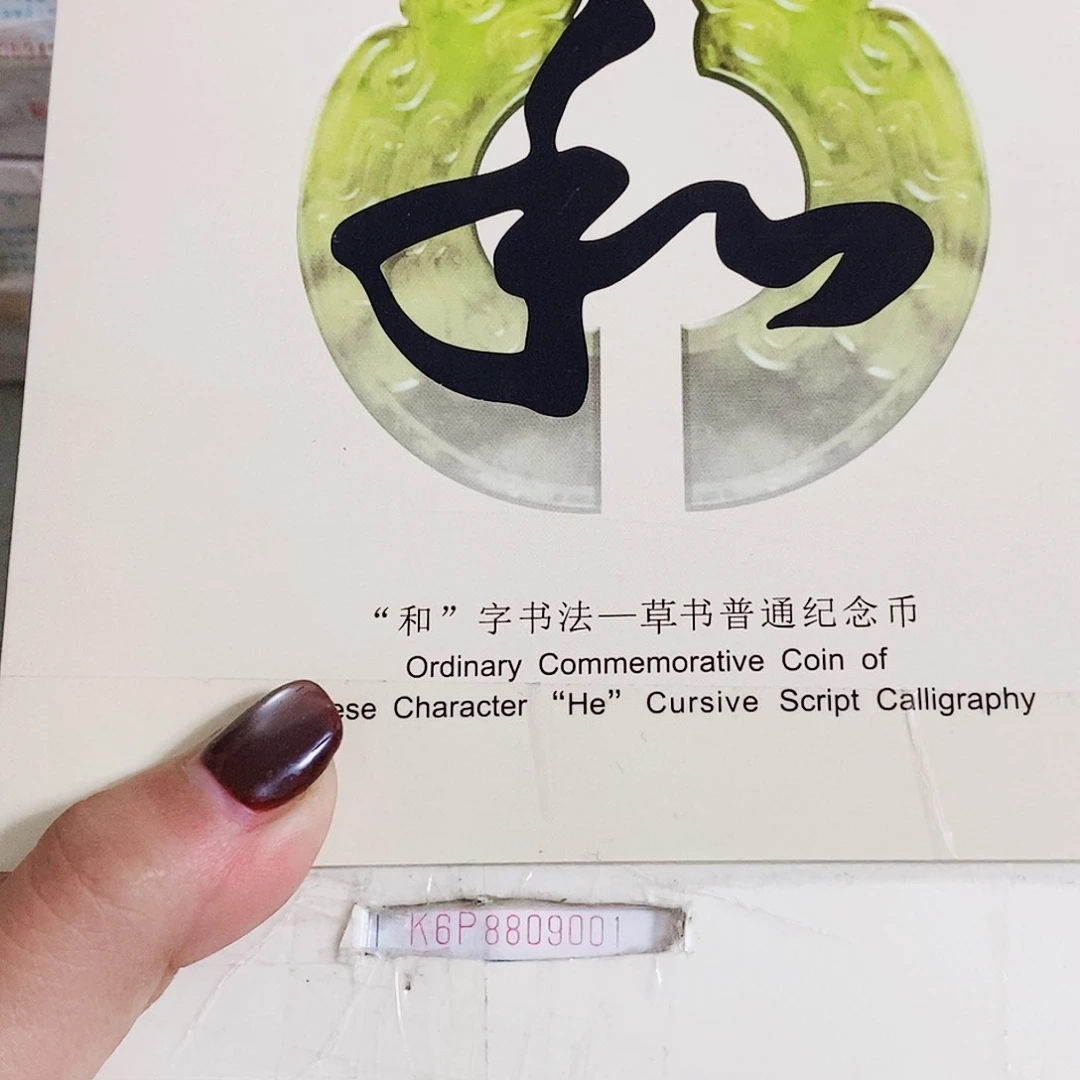 和
“和”字书法—草书普通纪念币
Ordinary Commemorative Coin of
Character “He” Cursive Script Calligraphy
K6P8809001